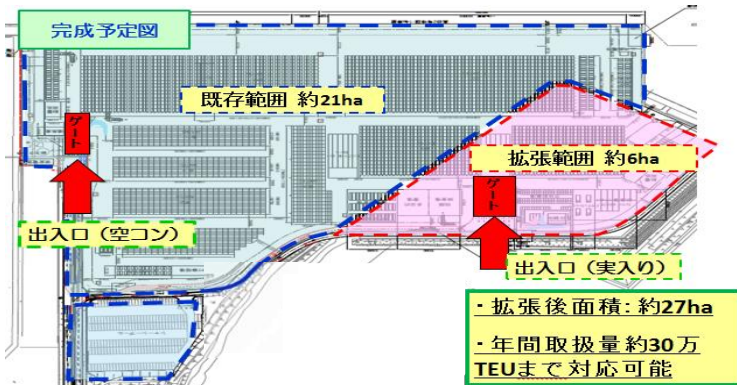 完成予定図
既存範囲 約21ha
ゲート
拡張範囲 約6ha
ゲート
出入口（空コン）
出入口（実入り）
・拡張後面積：約27ha
・年間取扱量約30万
TEUまで対応可能